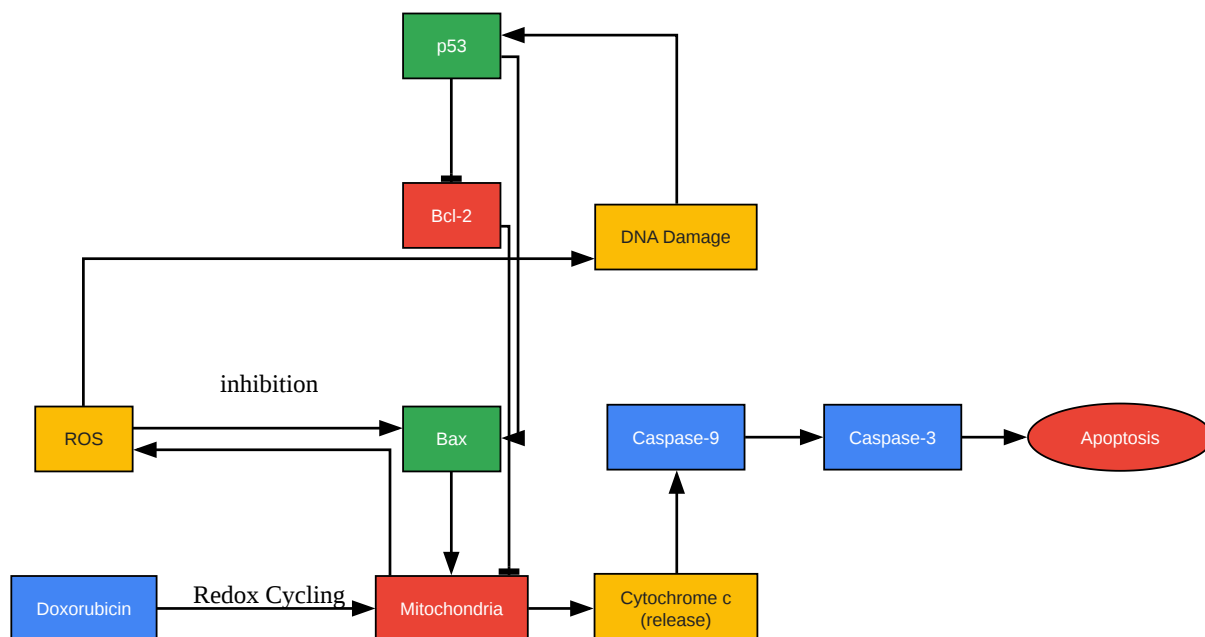 p53
Bcl-2
DNA Damage
inhibition
ROS
Bax
Caspase-9
Caspase-3
Apoptosis
Doxorubicin
Redox Cycling
Mitochondria
Cytochrome c
(release)